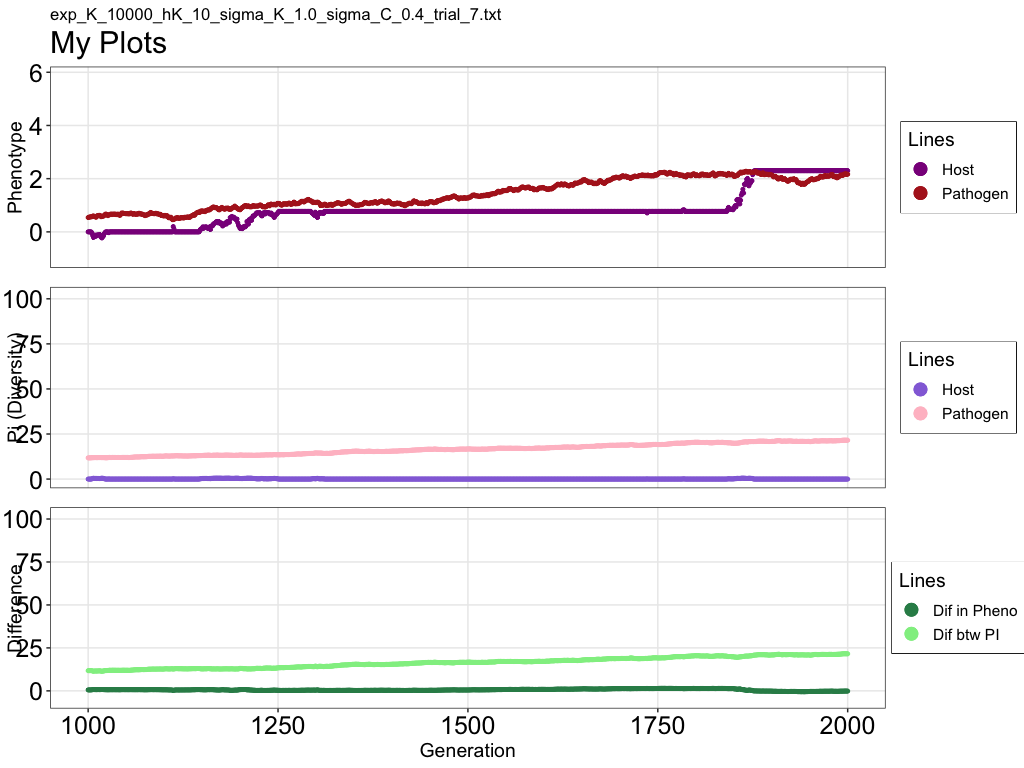 exp_K_10000_hK_10_sigma_K_1.0_sigma_C_0.4_trial_7.txt
My Plots
Phenotype
6
4
2
0
Lines
Host
Pathogen
Pi (Diversity)
100
75
50
25
0
Lines
Host
Pathogen
Difference
100
75
50
25
0
Lines
Dif in Pheno
Dif btw PI
1000 1250 1500 1750 2000
Generation